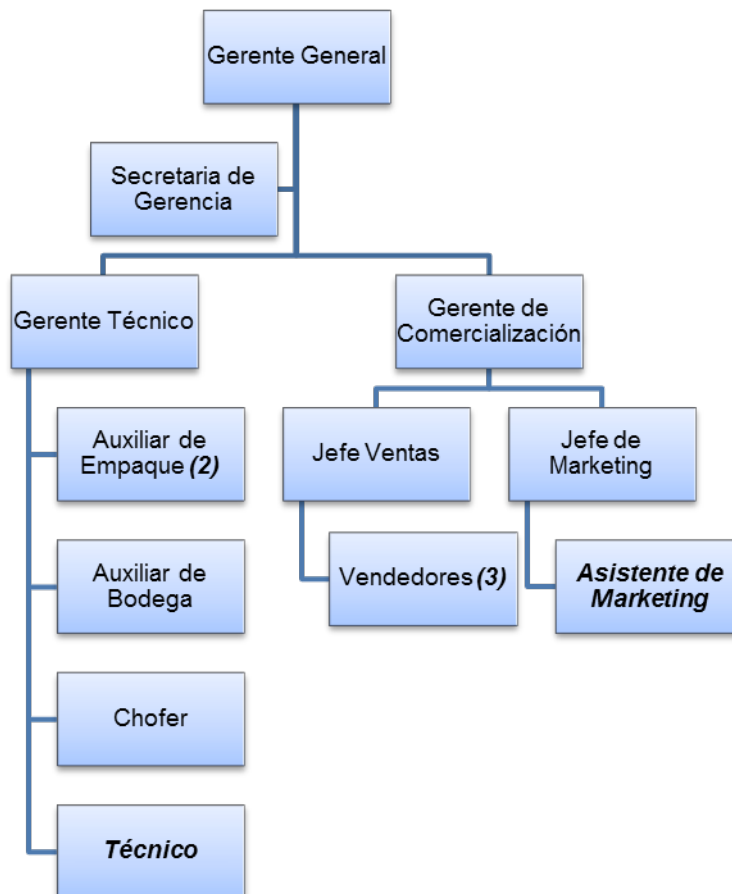 Gerente General
Secretaria de
Gerencia
Gerente Técnico
Gerente de
Comercialización
Auxiliar de
Empaque (2)
Jefe Ventas
Jefe de
Marketing
Auxiliar de
Bodega
Vendedores (3)
Asistente de
Marketing
Chofer
Técnico